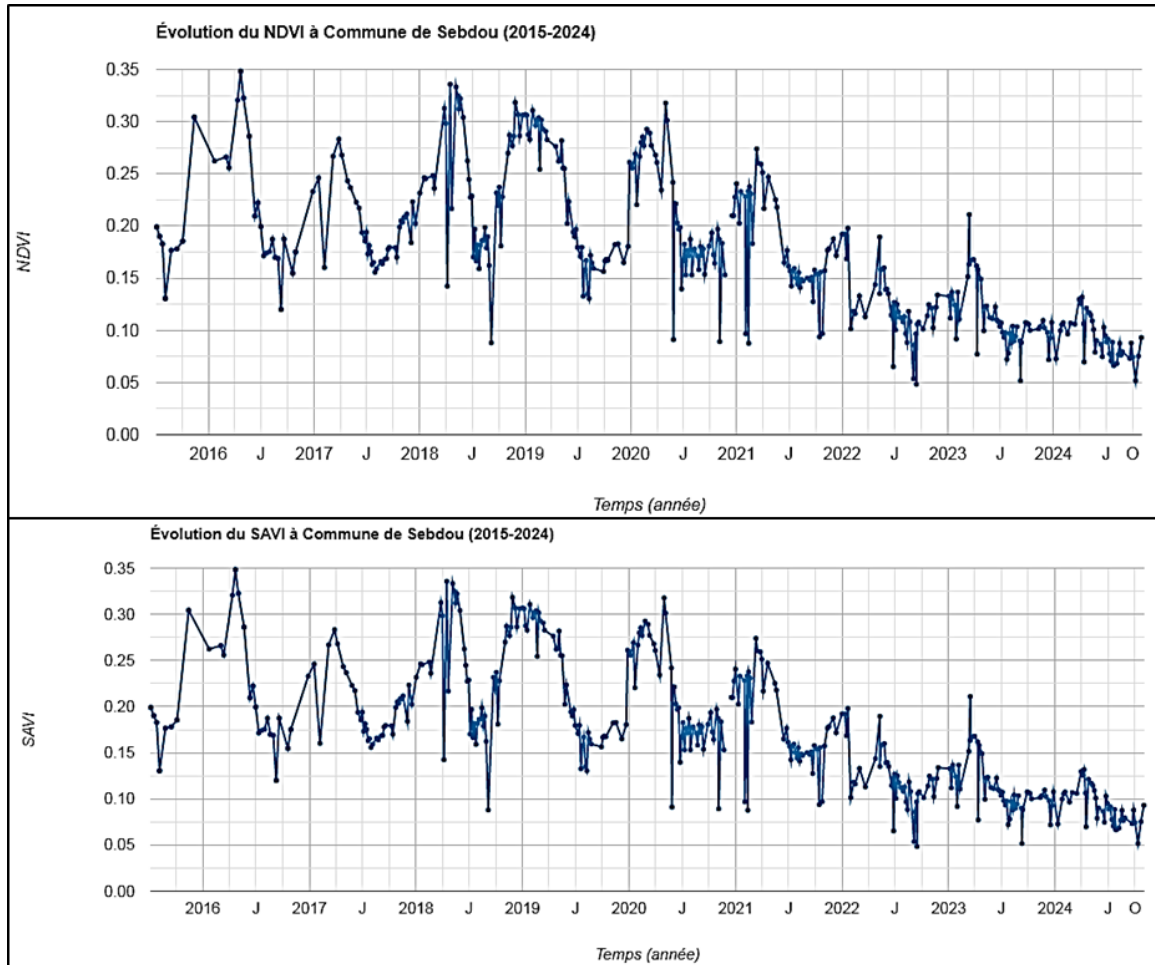 Évolution du NDVI à Commune de Sebdou (2015-2024)
0.35
0.30
0.25
0.20
0.15
0.10
0.05
0.00
NDVI
2016 J 2017 J 2018 J 2019 J 2020 J 2021 J 2022 J 2023 J 2024 J O
Temps (année)
Évolution du SAVI à Commune de Sebdou (2015-2024)
0.35
0.30
0.25
0.20
0.15
0.10
0.05
0.00
SAVI
2016 J 2017 J 2018 J 2019 J 2020 J 2021 J 2022 J 2023 J 2024 J O
Temps (année)